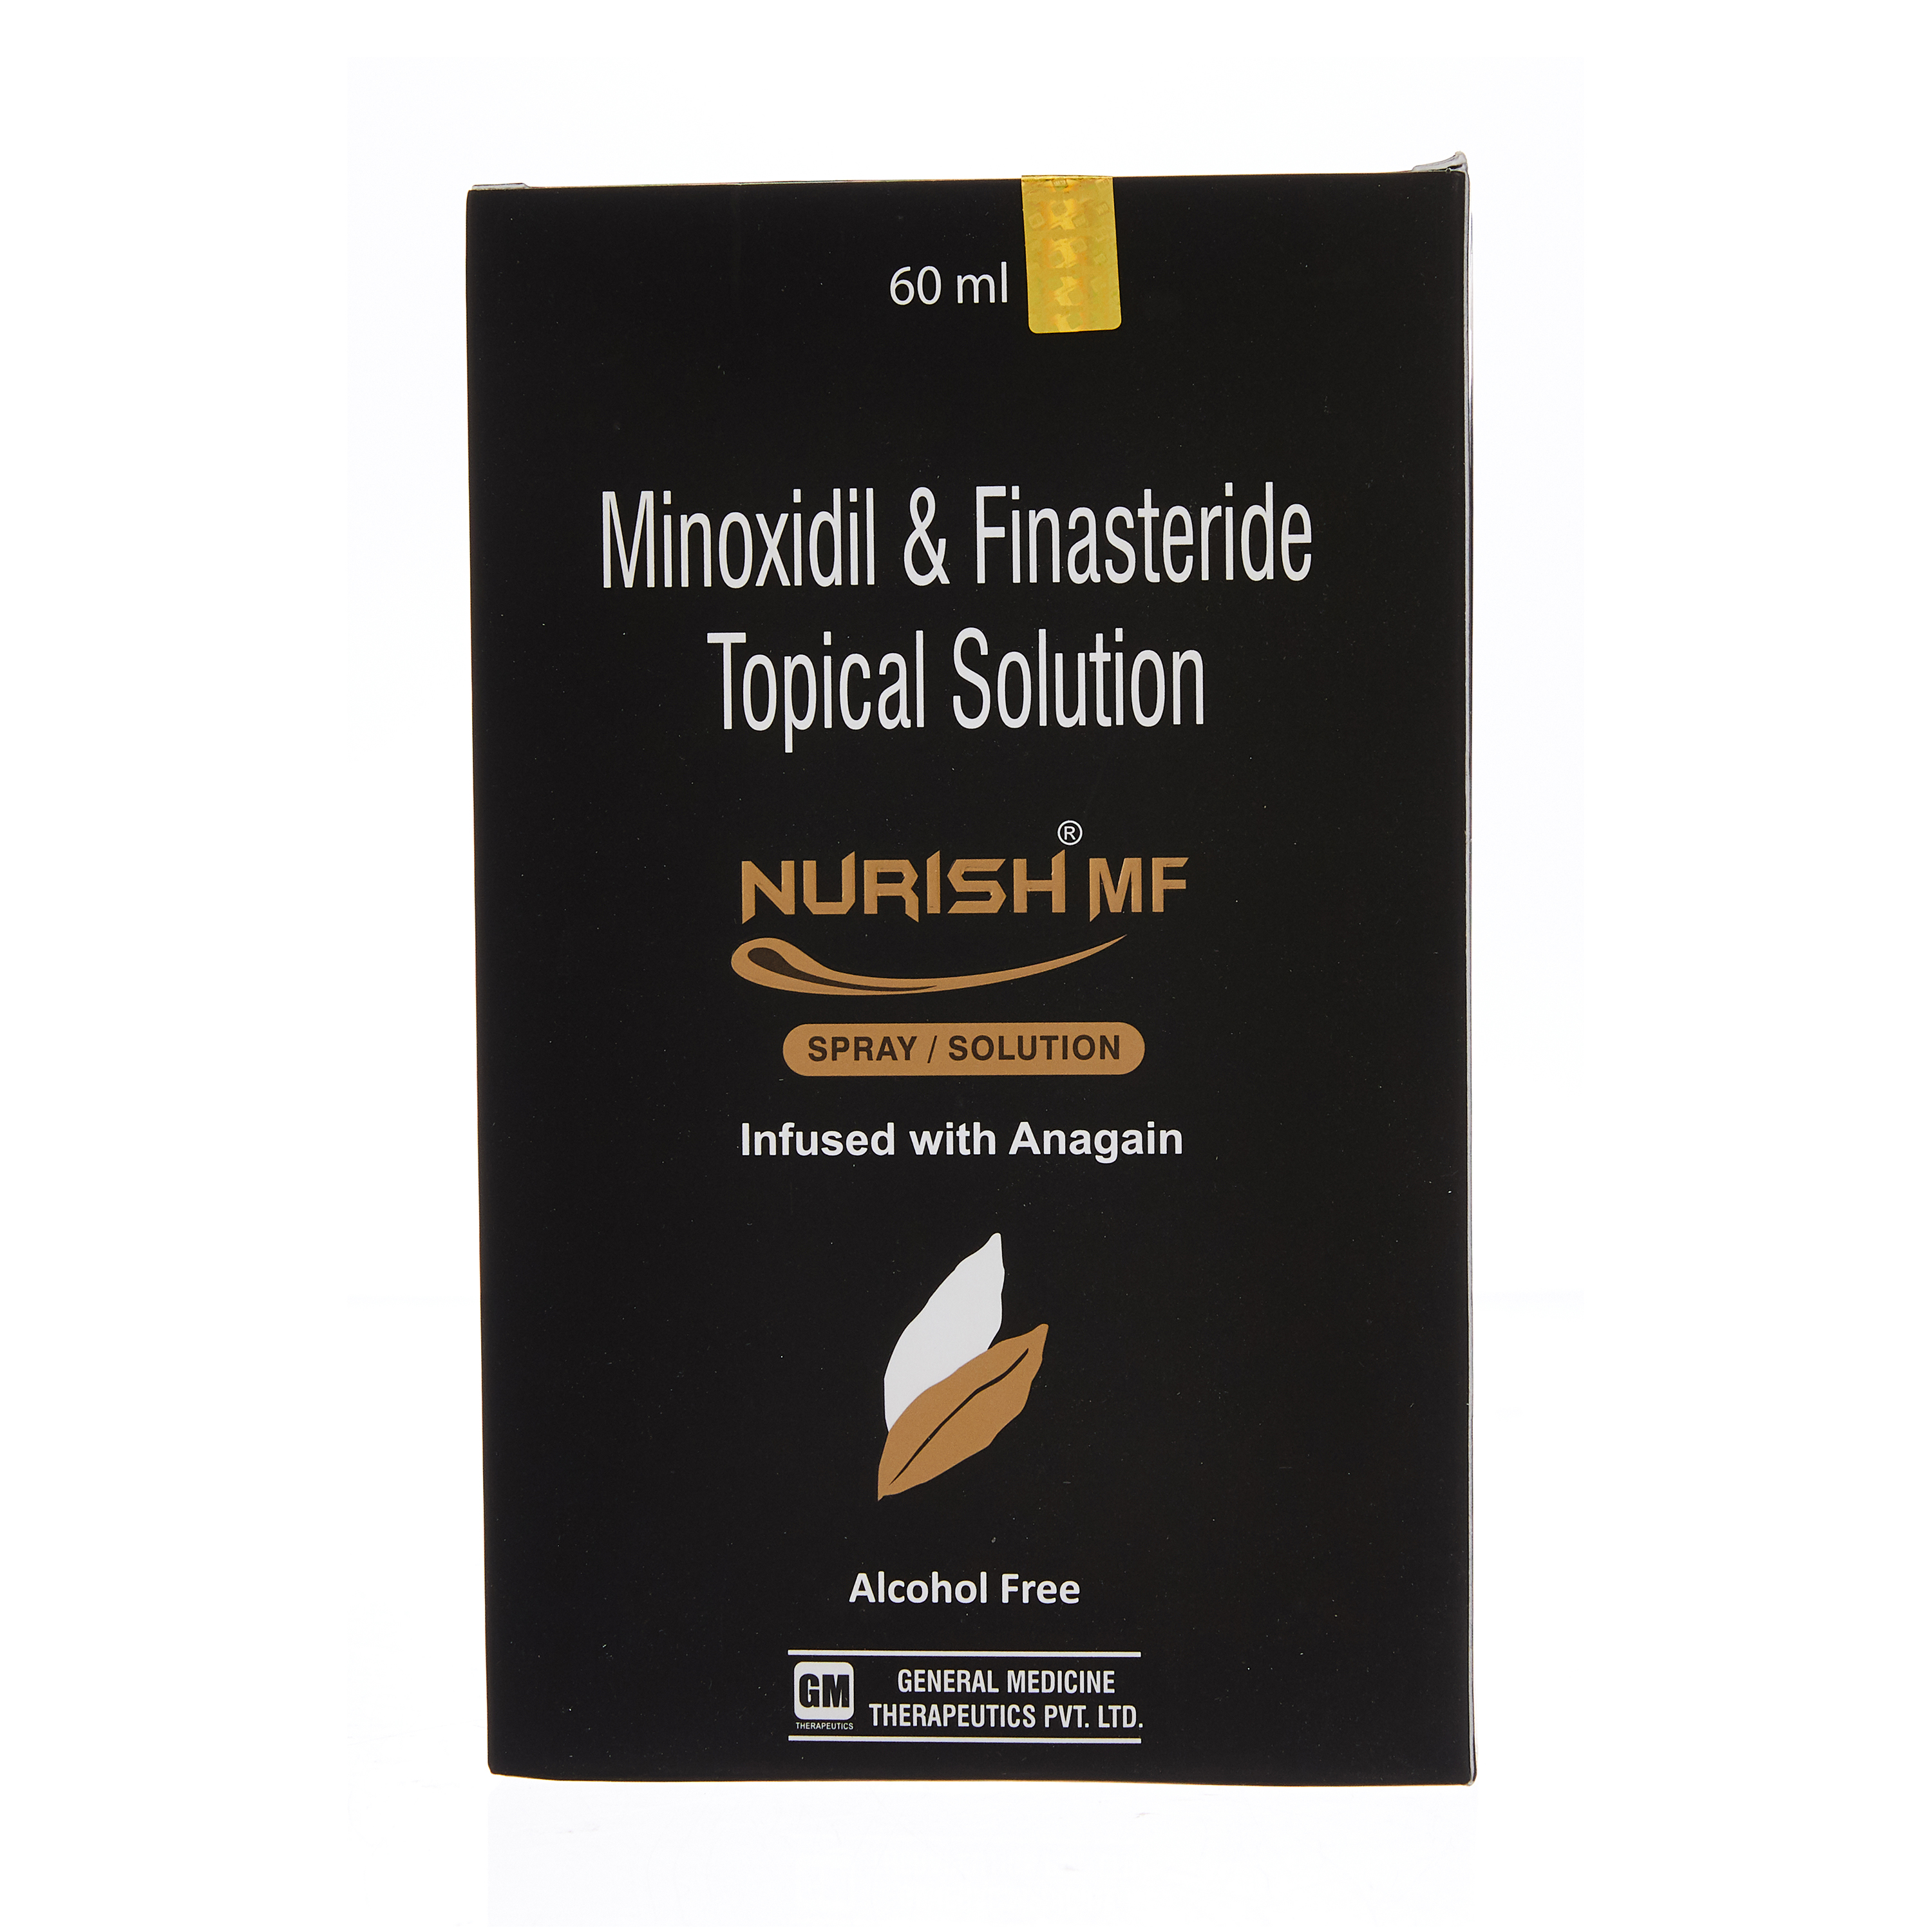 60 ml
Minoxidil & Finasteride
Topical Solution
NURISH® MF
SPRAY / SOLUTION
Infused with Anagain
Alcohol Free
GM
THERAPEUTICS
GENERAL MEDICINE
THERAPEUTICS PVT. LTD.